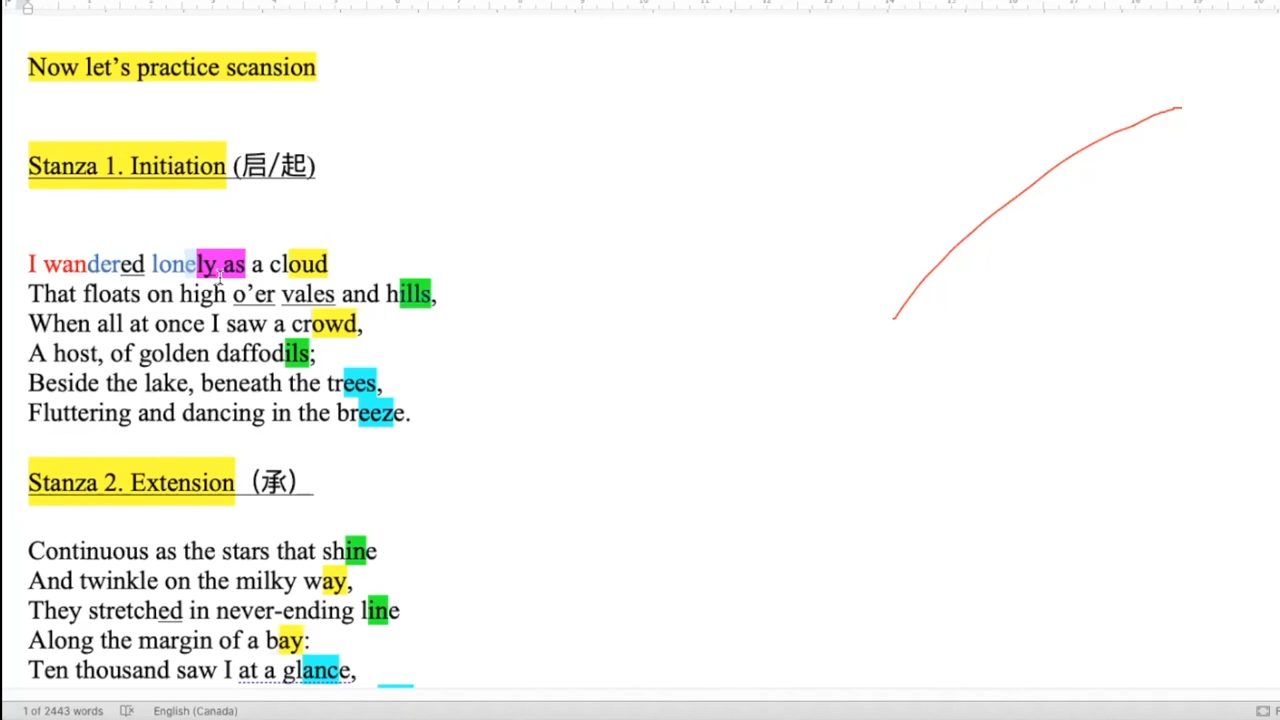 Now let's practice scansion
Stanza 1. Initiation (启/起)
I wandered lonely as a cloud
That floats on high o'er vales and hills,
When all at once I saw a crowd,
A host, of golden daffodils;
Beside the lake, beneath the trees,
Fluttering and dancing in the breeze.
Stanza 2. Extension（承）
Continuous as the stars that shine
And twinkle on the milky way,
They stretched in never-ending line
Along the margin of a bay:
Ten thousand saw I at a glance,
1 of 2443 words English (Canada)